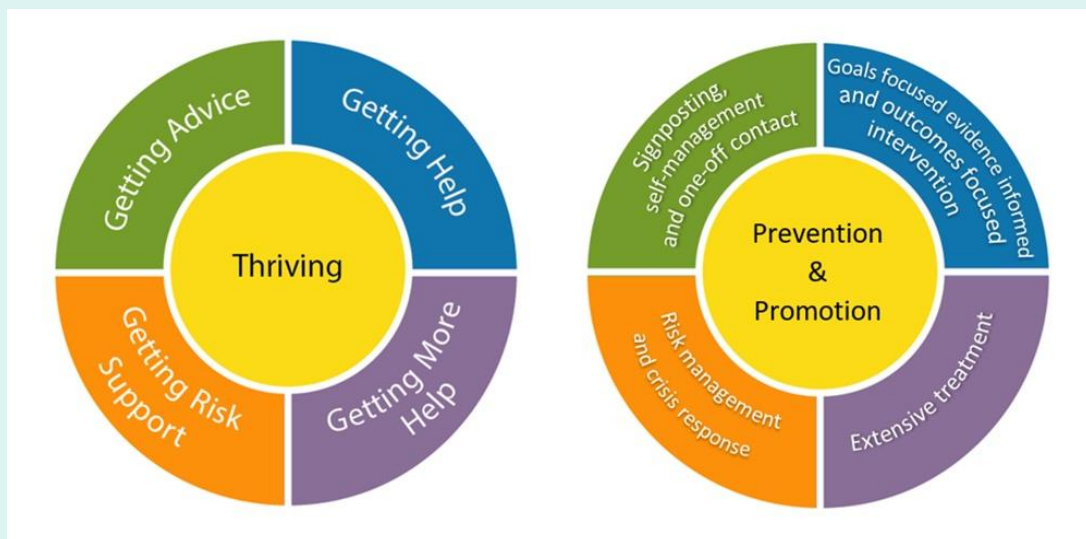 Getting Advice
Getting Help
Thriving
Getting Risk
Support
Getting More
Help
Signposting,
self-management
and one-off contact
Goals focused evidence informed
and outcomes focused
intervention
Prevention
&
Promotion
Risk management
and crisis response
Extensive treatment